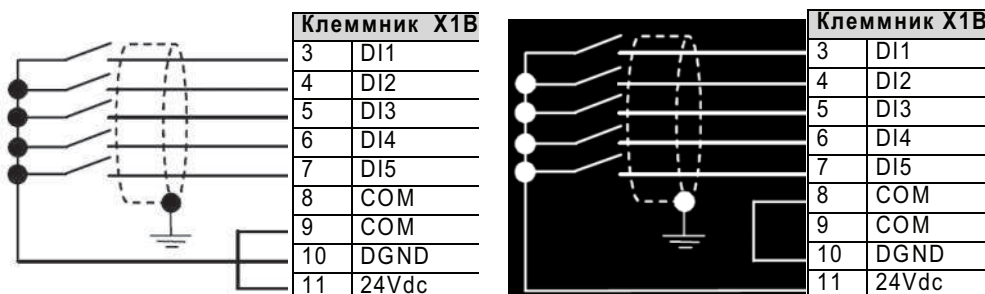 Клеммник X1B
3 DI1
4 DI2
5 DI3
6 DI4
7 DI5
8 COM
9 COM
10 DGND
11 24Vdc
Клеммник X1B
3 DI1
4 DI2
5 DI3
6 DI4
7 DI5
8 COM
9 COM
10 DGND
11 24Vdc